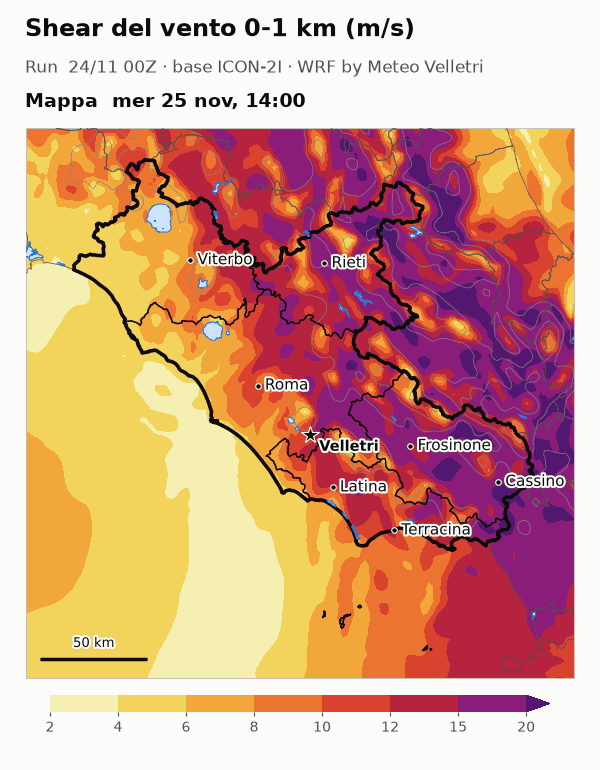 Shear del vento 0-1 km (m/s)
Run  24/11 00Z · base ICON-2I · WRF by Meteo Velletri
Mappa  mer 25 nov, 14:00
Viterbo
Rieti
Roma
Velletri
Frosinone
Latina
Cassino
Terracina
50 km
2 4 6 8 10 12 15 20